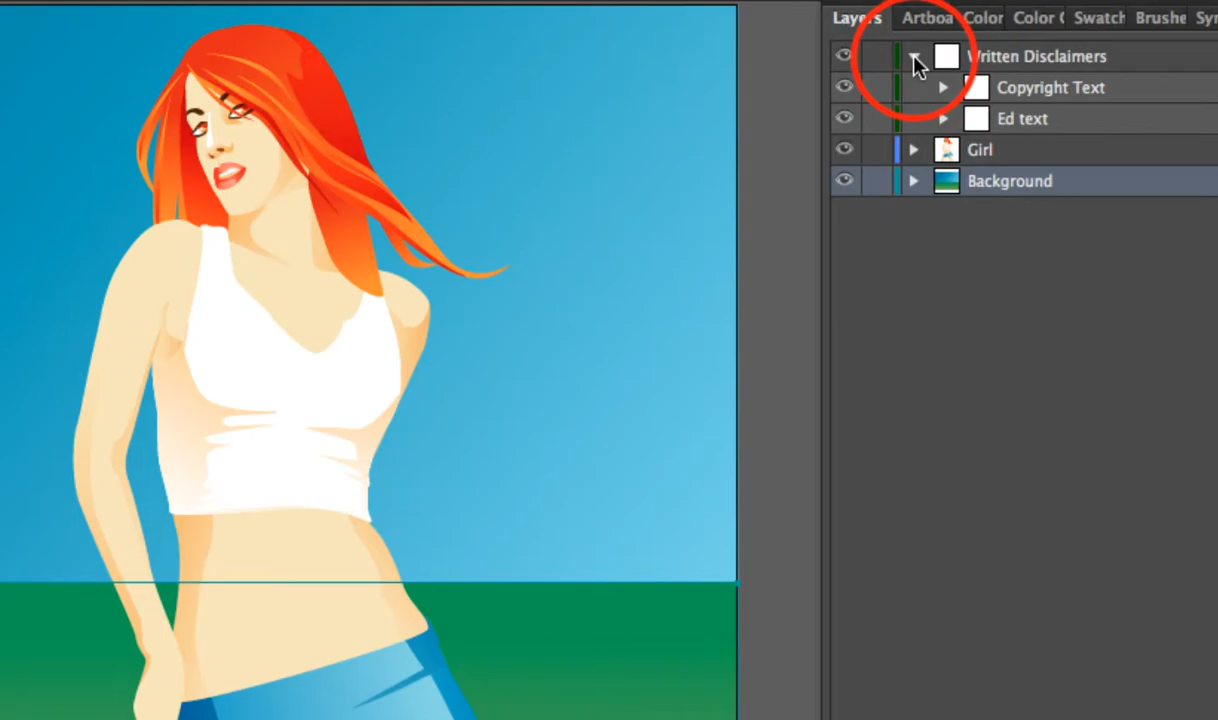 Layers Artboa Color Color G Swatch Brushe Sy
Written Disclaimers
Copyright Text
Ed text
Girl
Background